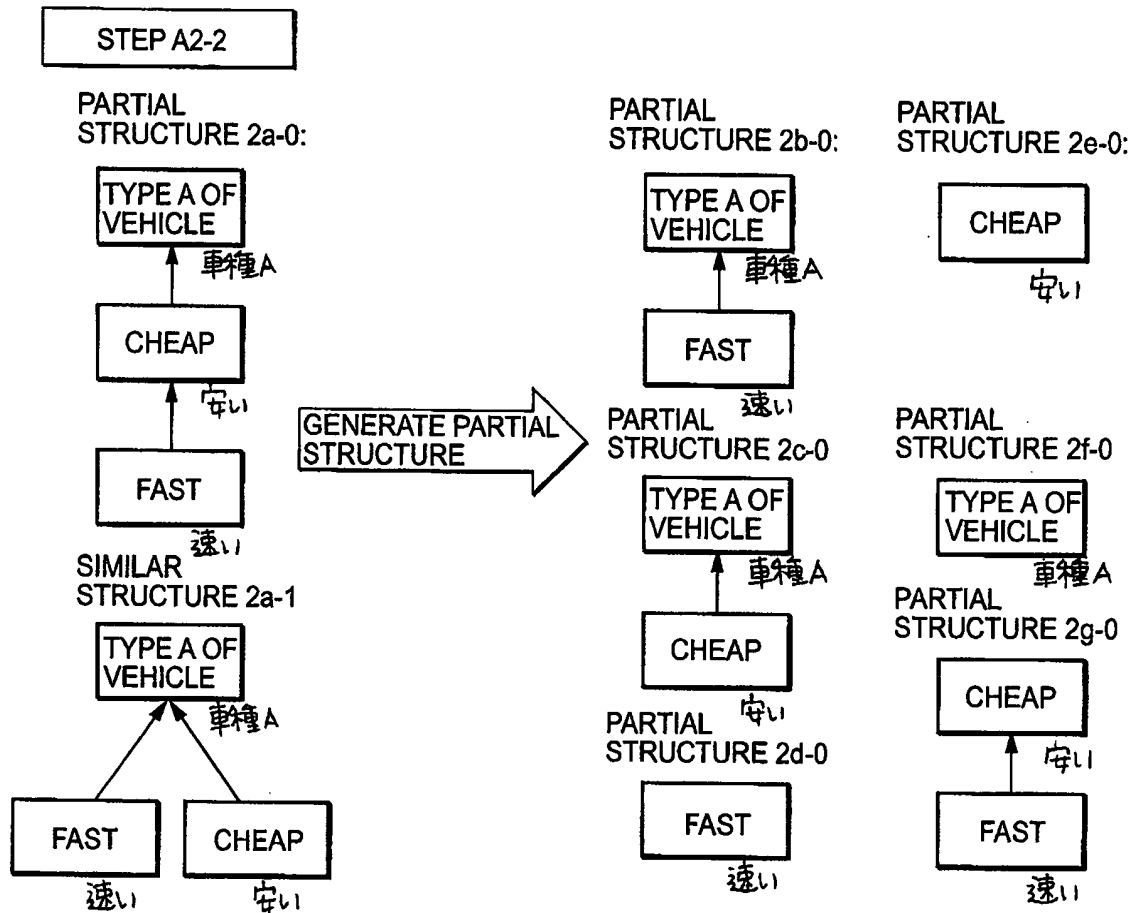 STEP A2-2
PARTIAL
STRUCTURE 2a-0:
TYPE A OF
VEHICLE
車種A
CHEAP
安い
FAST
速い
SIMILAR
STRUCTURE 2a-1
TYPE A OF
VEHICLE
車種A
FAST
速い
CHEAP
安い
GENERATE PARTIAL
STRUCTURE
PARTIAL
STRUCTURE 2b-0:
TYPE A OF
VEHICLE
車種A
FAST
速い
PARTIAL
STRUCTURE 2c-0
TYPE A OF
VEHICLE
車種A
CHEAP
安い
PARTIAL
STRUCTURE 2d-0
FAST
速い
PARTIAL
STRUCTURE 2e-0:
CHEAP
安い
PARTIAL
STRUCTURE 2f-0
TYPE A OF
VEHICLE
車種A
PARTIAL
STRUCTURE 2g-0
CHEAP
安い
FAST
速い